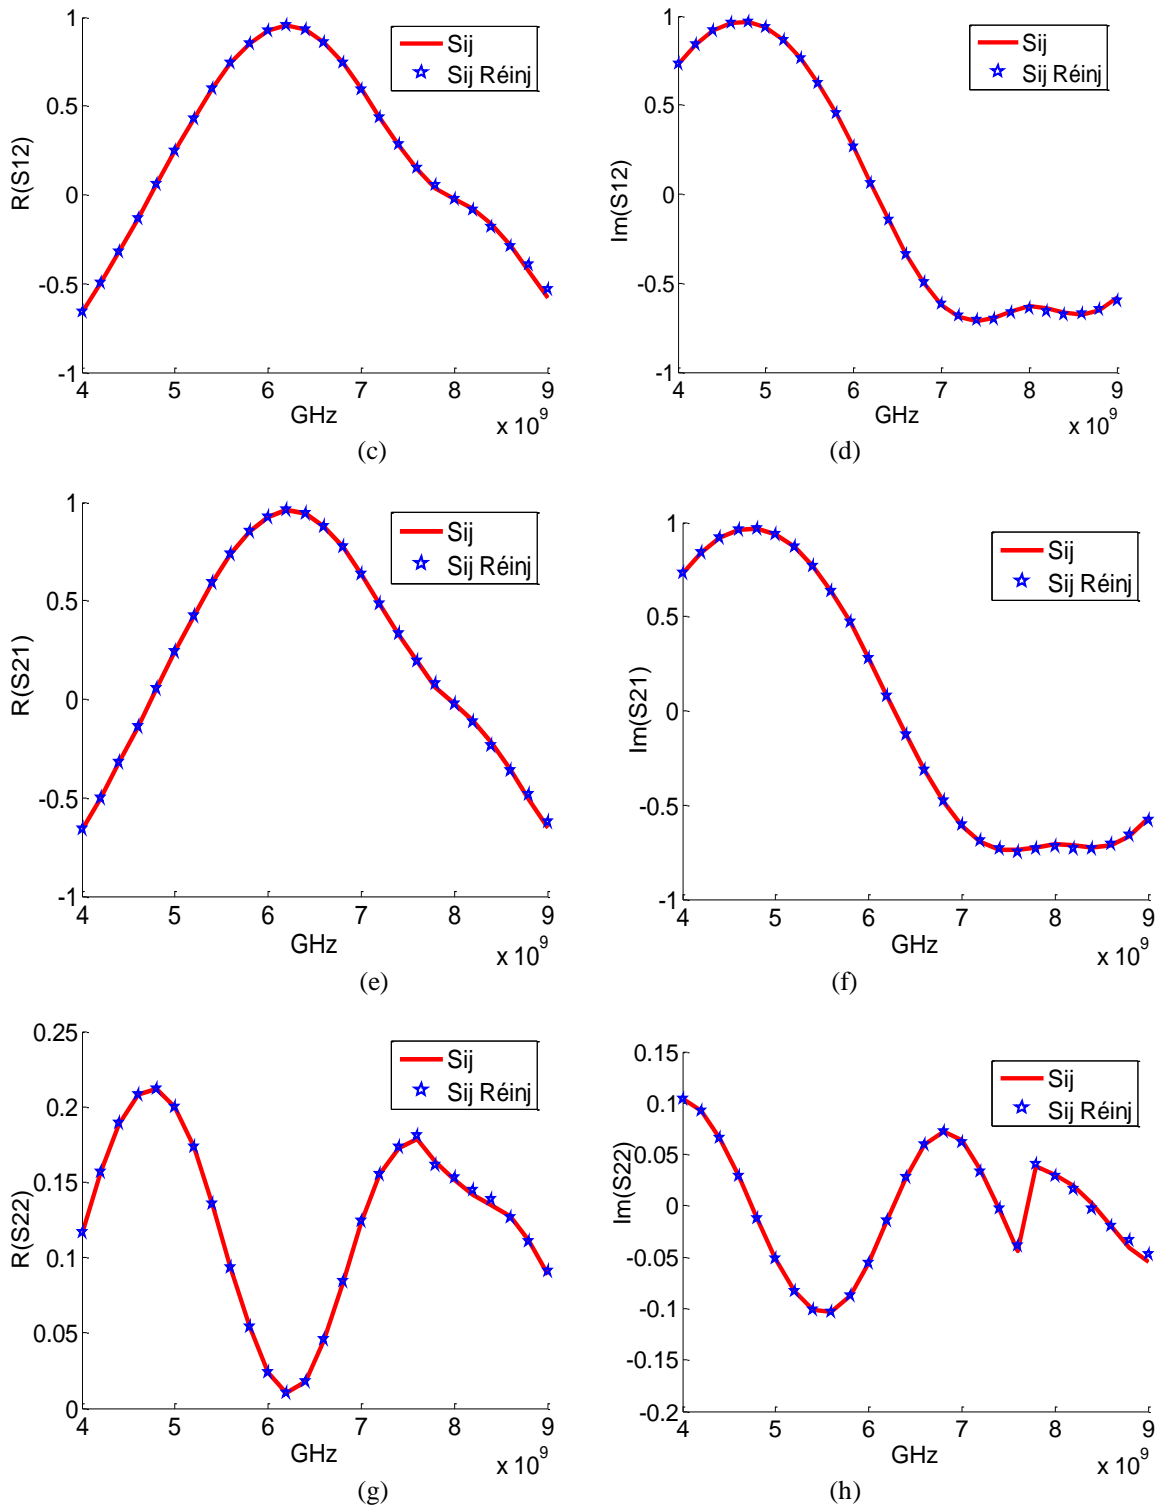 1
0.5
0
-0.5
-1
R(S12)
4 5 6 7 8 9
GHz
x 10^9
Sij
Sij Réinj
(c)
1
0.5
0
-0.5
-1
Im(S12)
4 5 6 7 8 9
GHz
x 10^9
Sij
Sij Réinj
(d)
1
0.5
0
-0.5
-1
R(S21)
4 5 6 7 8 9
GHz
x 10^9
Sij
Sij Réinj
(e)
1
0.5
0
-0.5
-1
Im(S21)
4 5 6 7 8 9
GHz
x 10^9
Sij
Sij Réinj
(f)
0.25
0.2
0.15
0.1
0.05
0
R(S22)
4 5 6 7 8 9
GHz
x 10^9
Sij
Sij Réinj
(g)
0.15
0.1
0.05
0
-0.05
-0.1
-0.15
-0.2
Im(S22)
4 5 6 7 8 9
GHz
x 10^9
Sij
Sij Réinj
(h)